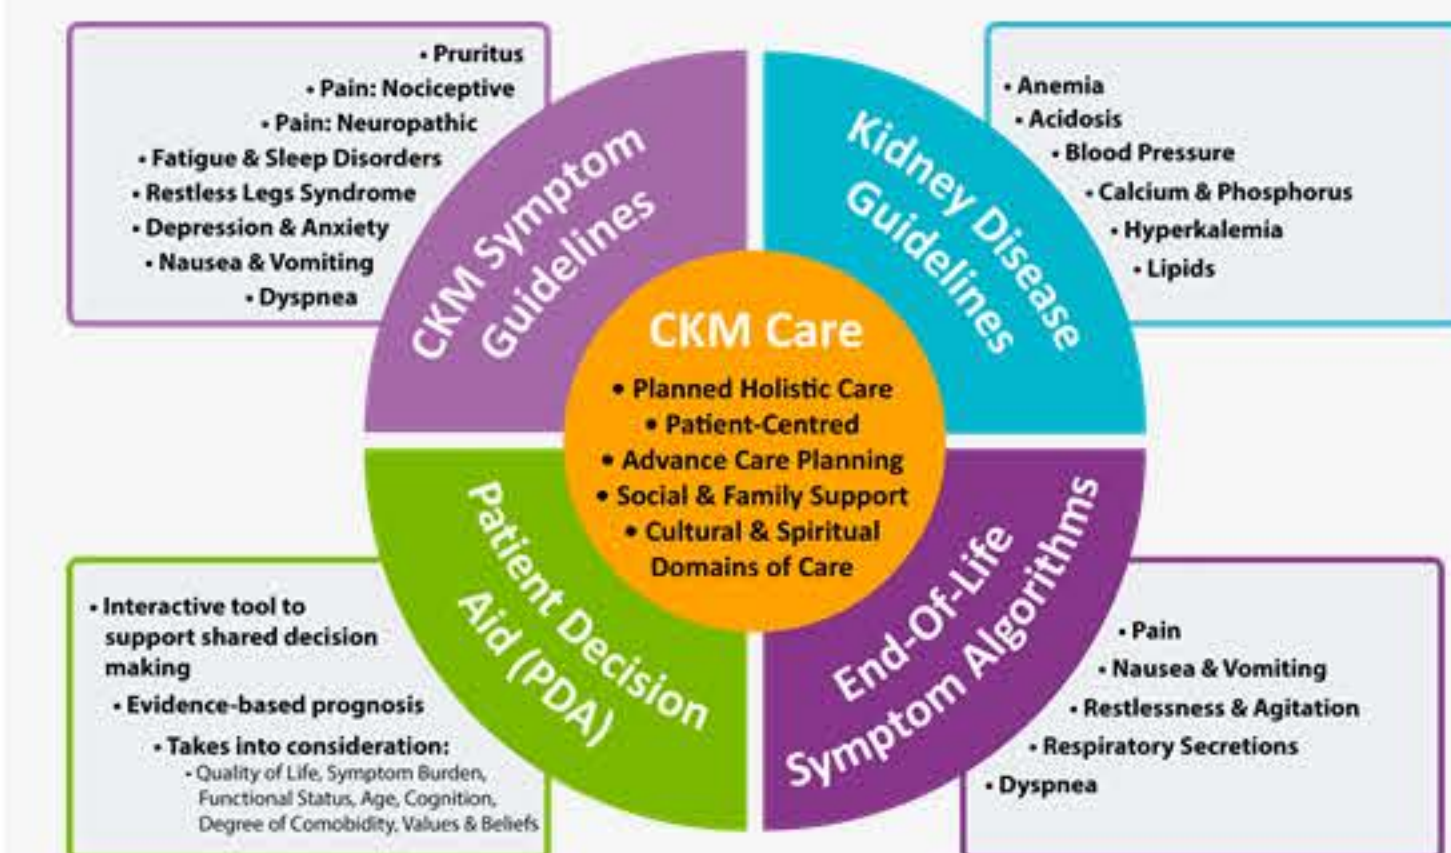 • Pruritus
• Pain: Nociceptive
• Pain: Neuropathic
• Fatigue & Sleep Disorders
• Restless Legs Syndrome
• Depression & Anxiety
• Nausea & Vomiting
• Dyspnea
CKM Symptom
Guidelines
Kidney Disease
Guidelines
• Anemia
• Acidosis
• Blood Pressure
• Calcium & Phosphorus
• Hyperkalemia
• Lipids
CKM Care
• Planned Holistic Care
• Patient-Centred
• Advance Care Planning
• Social & Family Support
• Cultural & Spiritual
Domains of Care
• Interactive tool to
support shared decision
making
• Evidence-based prognosis
• Takes into consideration:
• Quality of Life, Symptom Burden,
Functional Status, Age, Cognition,
Degree of Comobidity, Values & Beliefs
Patient Decision
Aid (PDA)
End-Of-Life
Symptom Algorithms
• Pain
• Nausea & Vomiting
• Restlessness & Agitation
• Respiratory Secretions
• Dyspnea